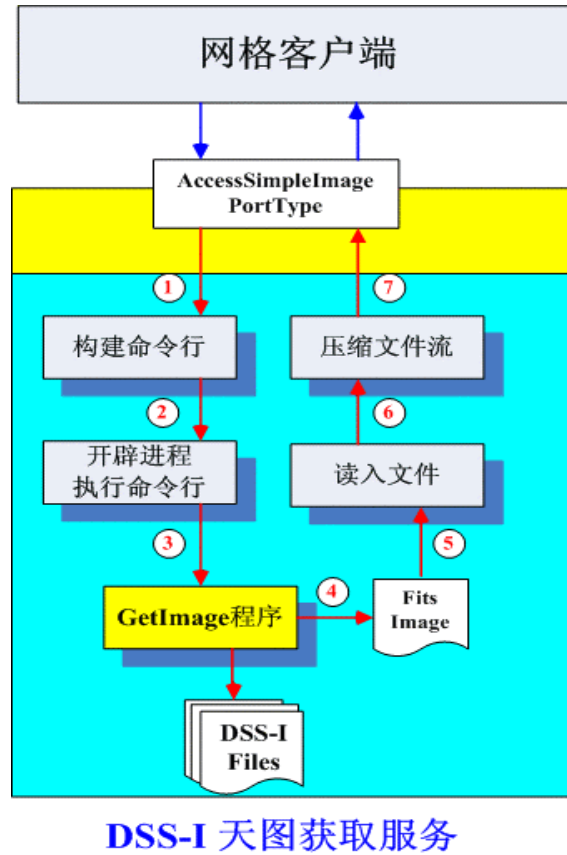 网格客户端
AccessSimpleImage
PortType
①
⑦
构建命令行
压缩文件流
②
⑥
开辟进程
执行命令行
读入文件
③
⑤
④
GetImage程序
Fits
Image
DSS-I
Files
DSS-I 天图获取服务